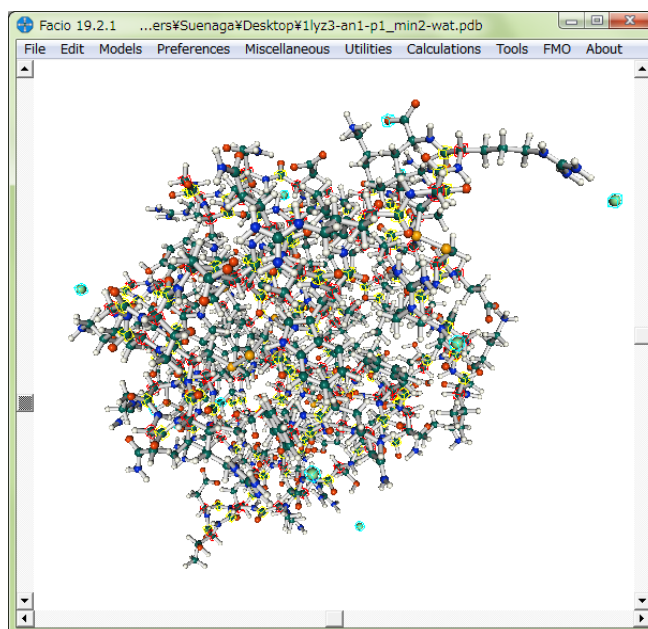 Facio 19.2.1 ...ers¥Suenaga¥Desktop¥1lyz3-an1-p1_min2-wat.pdb
File Edit Models Preferences Miscellaneous Utilities Calculations Tools FMO About